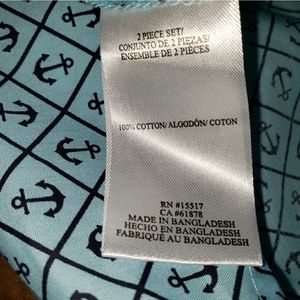 2 PIECE SET/
CONJUNTO DE 2 PIEZAS/
ENSEMBLE DE 2 PIÈCES
100% COTTON/ALGODÓN/COTON
RN #15517
CA #61878
MADE IN BANGLADESH
HECHO EN BANGLADESH
FABRIQUÉ AU BANGLADESH